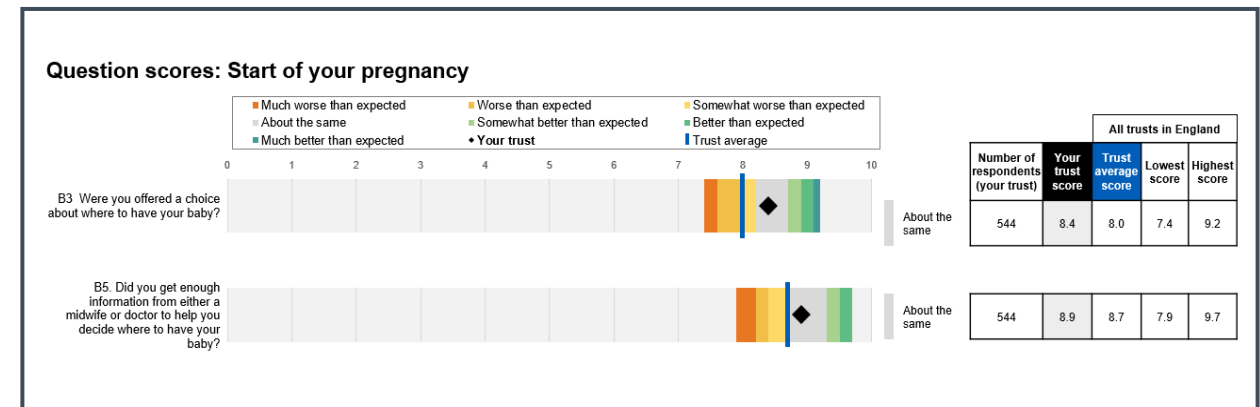 Question scores: Start of your pregnancy
Much worse than expected
Worse than expected
Somewhat worse than expected
About the same
Somewhat better than expected
Better than expected
Much better than expected
Your trust
Trust average
0 1 2 3 4 5 6 7 8 9 10
All trusts in England
Number of
respondents
(your trust)
Your
trust
score
Trust
average
score
Lowest
score
Highest
score
B3 Were you offered a choice
about where to have your baby?
About the
same
544 8.4 8.0 7.4 9.2
B5. Did you get enough
information from either a
midwife or doctor to help you
decide where to have your
baby?
About the
same
544 8.9 8.7 7.9 9.7